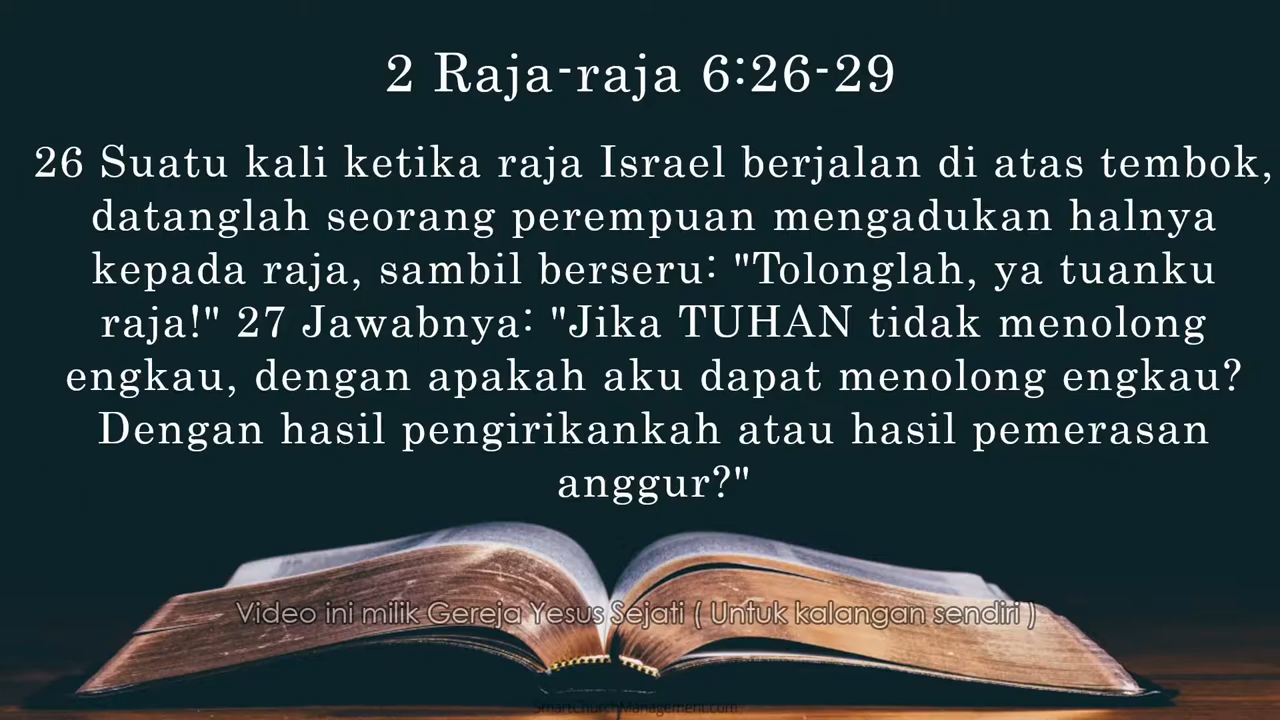 2 Raja-raja 6:26-29
26 Suatu kali ketika raja Israel berjalan di atas tembok,
datanglah seorang perempuan mengadukan halnya
kepada raja, sambil berseru: "Tolonglah, ya tuanku
raja!" 27 Jawabnya: "Jika TUHAN tidak menolong
engkau, dengan apakah aku dapat menolong engkau?
Dengan hasil pengirikankah atau hasil pemerasan
anggur?"
Video ini milik Gereja Yesus Sejati ( Untuk kalangan sendiri )
SmartChurchManagement.com